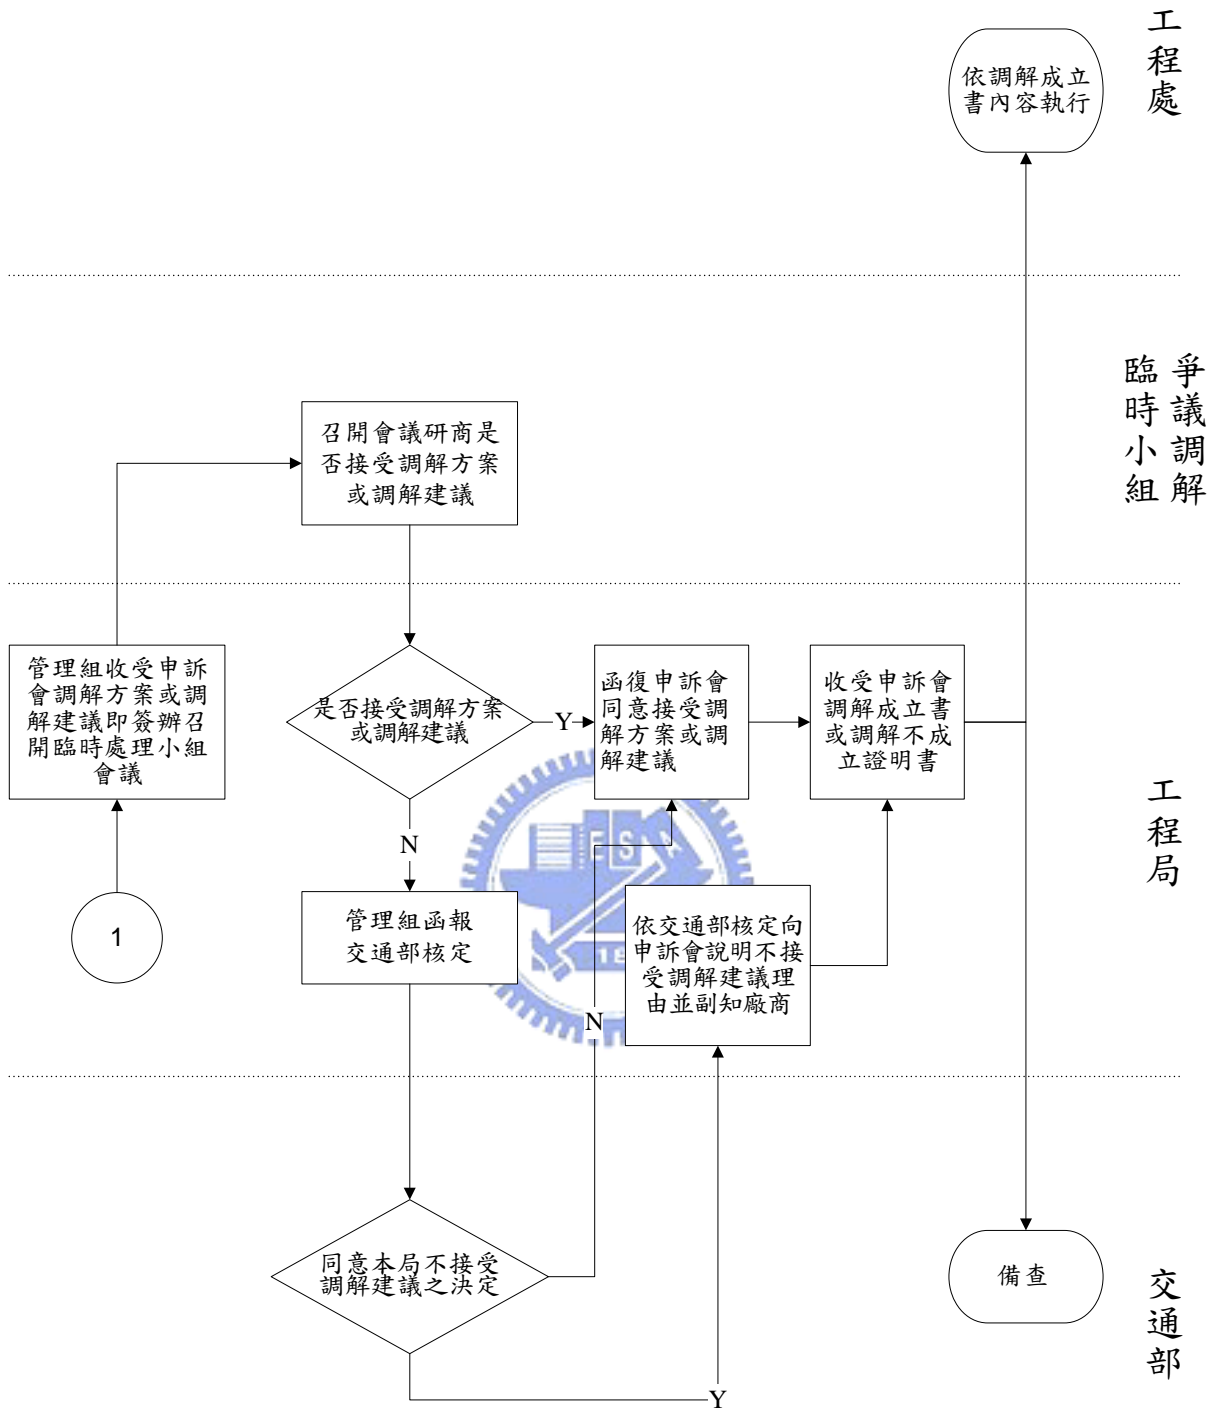 工程處
依調解成立
書內容執行
爭議調解
臨時小組
召開會議研商是
否接受調解方案
或調解建議
管理組收受申訴
會調解方案或調
解建議即簽辦召
開臨時處理小組
會議
是否接受調解方案
或調解建議
Y
函復申訴會
同意接受調
解方案或調
解建議
收受申訴會
調解成立書
或調解不成
立證明書
工程局
N
ESA
1
管理組函報
交通部核定
依交通部核定向
申訴會說明不接
受調解建議理
由並副知廠商
18
N
同意本局不接受
調解建議之決定
備查
交通部
Y